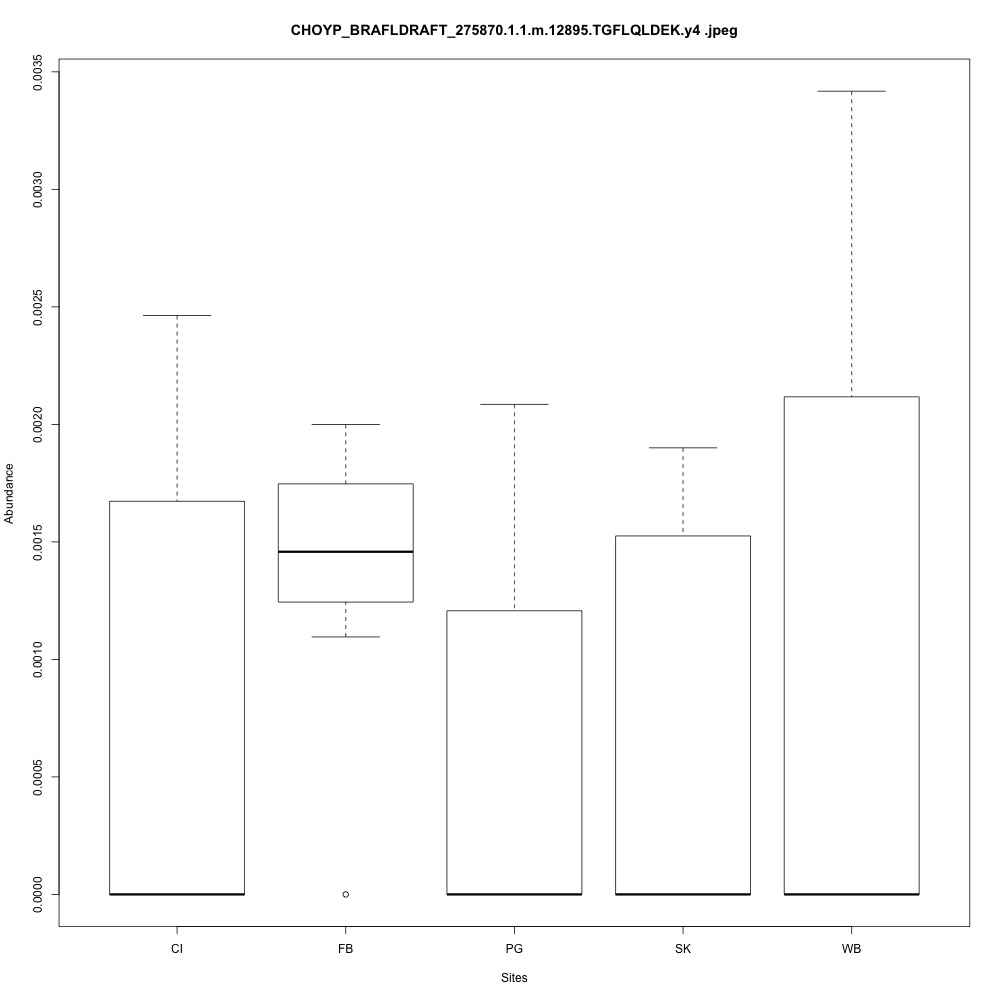 CHOYP_BRAFLDRAFT_275870.1.1.m.12895.TGFLQLDEK.y4 .jpeg
0.0035
0.0030
0.0025
0.0020
0.0015
0.0010
0.0005
0.0000
Abundance
CI FB PG SK WB
Sites